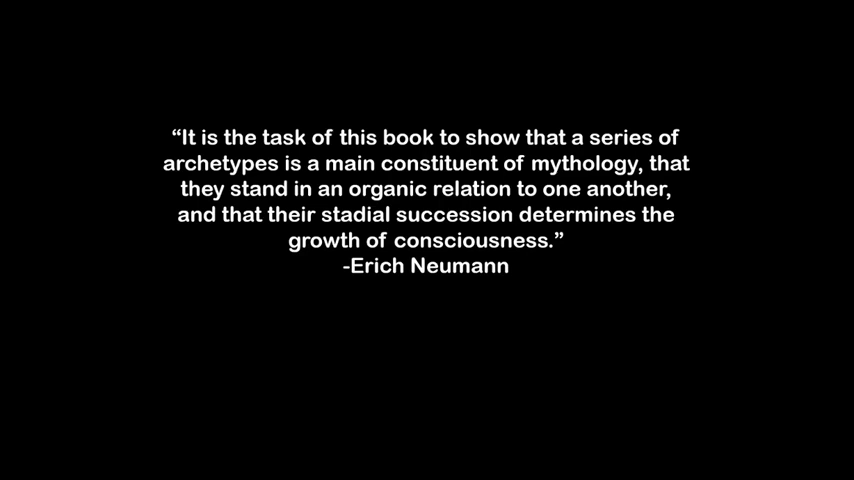 “It is the task of this book to show that a series of
archetypes is a main constituent of mythology, that
they stand in an organic relation to one another,
and that their stadial succession determines the
growth of consciousness.”
-Erich Neumann